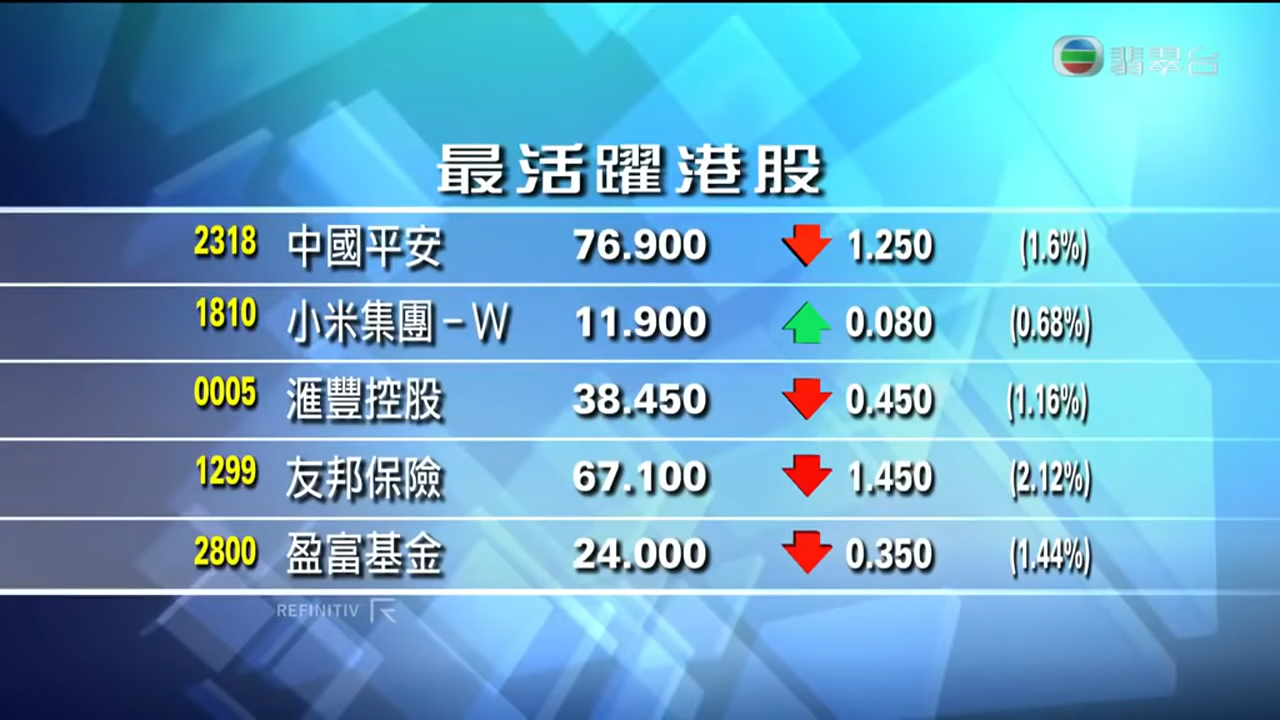 翡翠台
最活躍港股
2318 中國平安 76.900 1.250 (1.6%)
1810 小米集團－W 11.900 0.080 (0.68%)
0005 滙豐控股 38.450 0.450 (1.16%)
1299 友邦保險 67.100 1.450 (2.12%)
2800 盈富基金 24.000 0.350 (1.44%)
REFINITIV